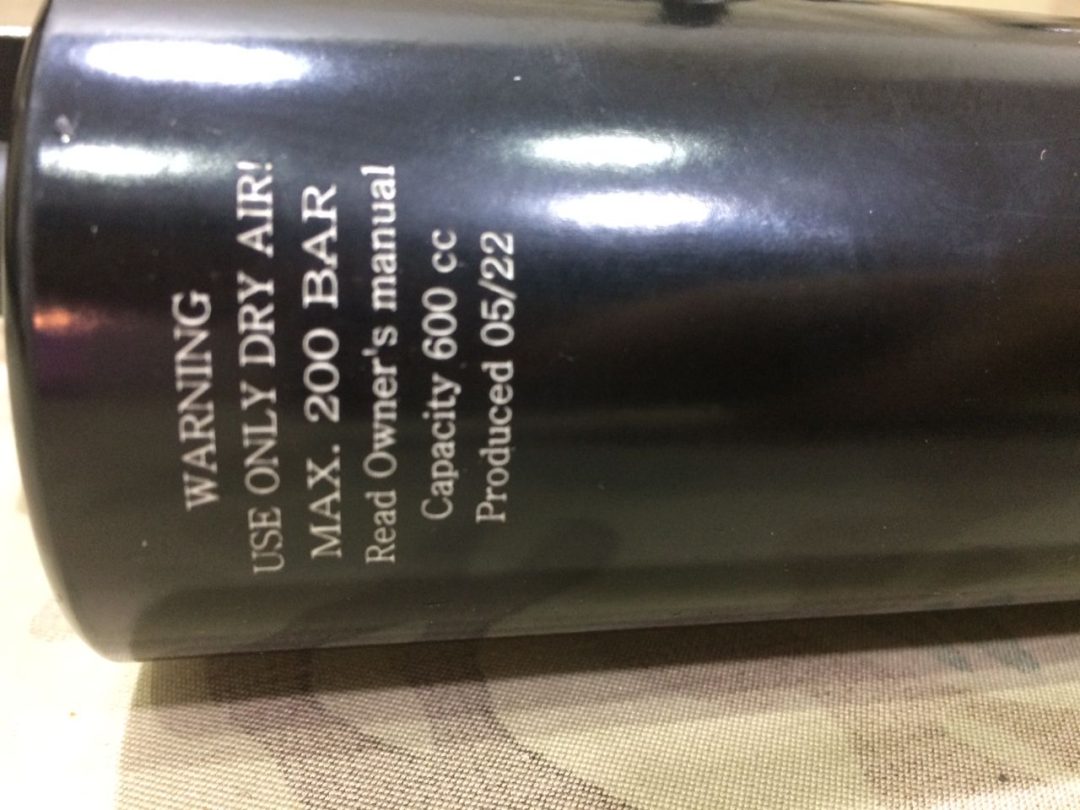 WARNING
USE ONLY DRY AIR!
MAX. 200 BAR
Read Owner's manual
Capacity 600 cc
Produced 05/22